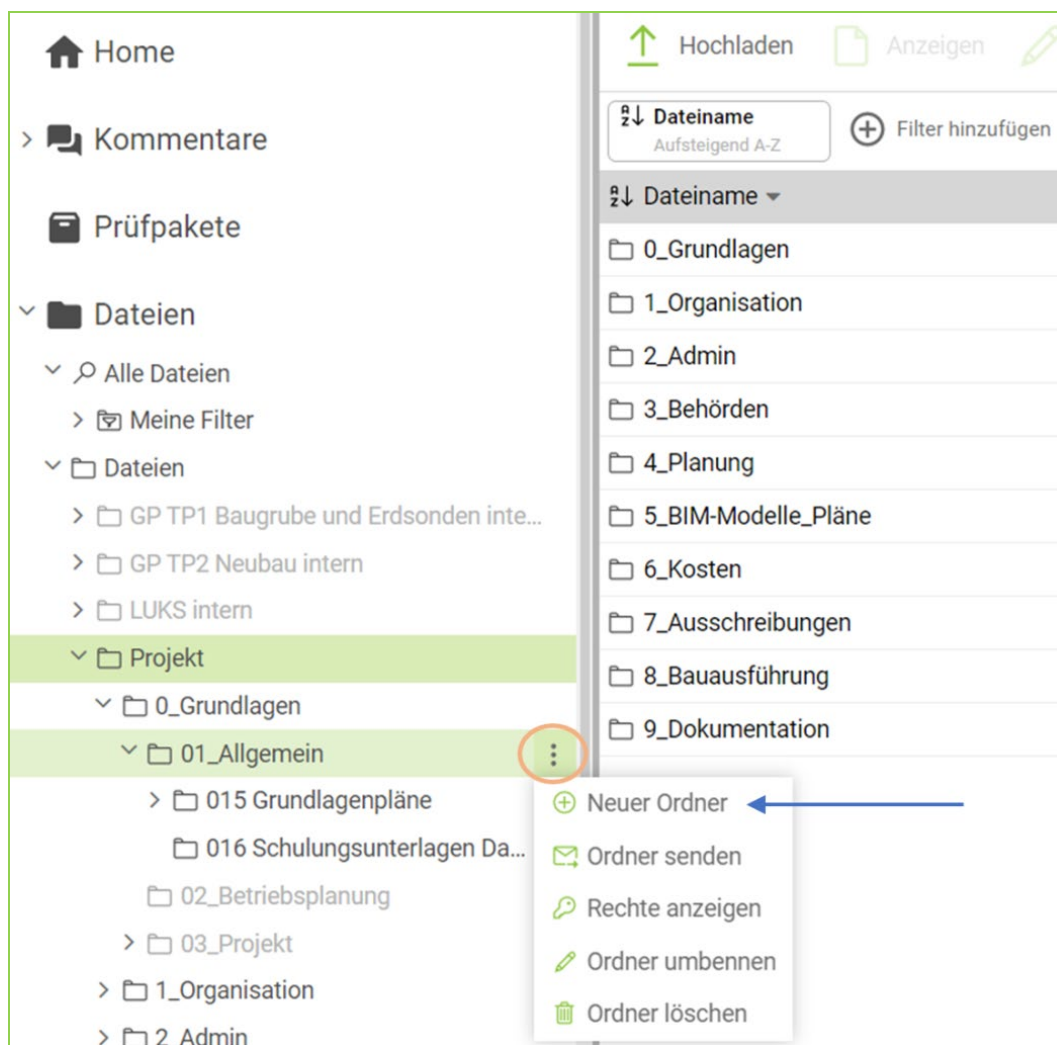 Home
Kommentare
Prüfpakete
Dateien
Alle Dateien
Meine Filter
Dateien
GP TP1 Baugrube und Erdsonden inte...
GP TP2 Neubau intern
LUKS intern
Projekt
0_Grundlagen
01_Allgemein
015 Grundlagenpläne
016 Schulungsunterlagen Da...
02_Betriebsplanung
03_Projekt
1_Organisation
2_Admin
Hochladen Anzeigen
Dateiname
Aufsteigend A-Z
Filter hinzufügen
Dateiname
0_Grundlagen
1_Organisation
2_Admin
3_Behörden
4_Planung
5_BIM-Modelle_Pläne
6_Kosten
7_Ausschreibungen
8_Bauausführung
9_Dokumentation
Neuer Ordner
Ordner senden
Rechte anzeigen
Ordner umbennen
Ordner löschen